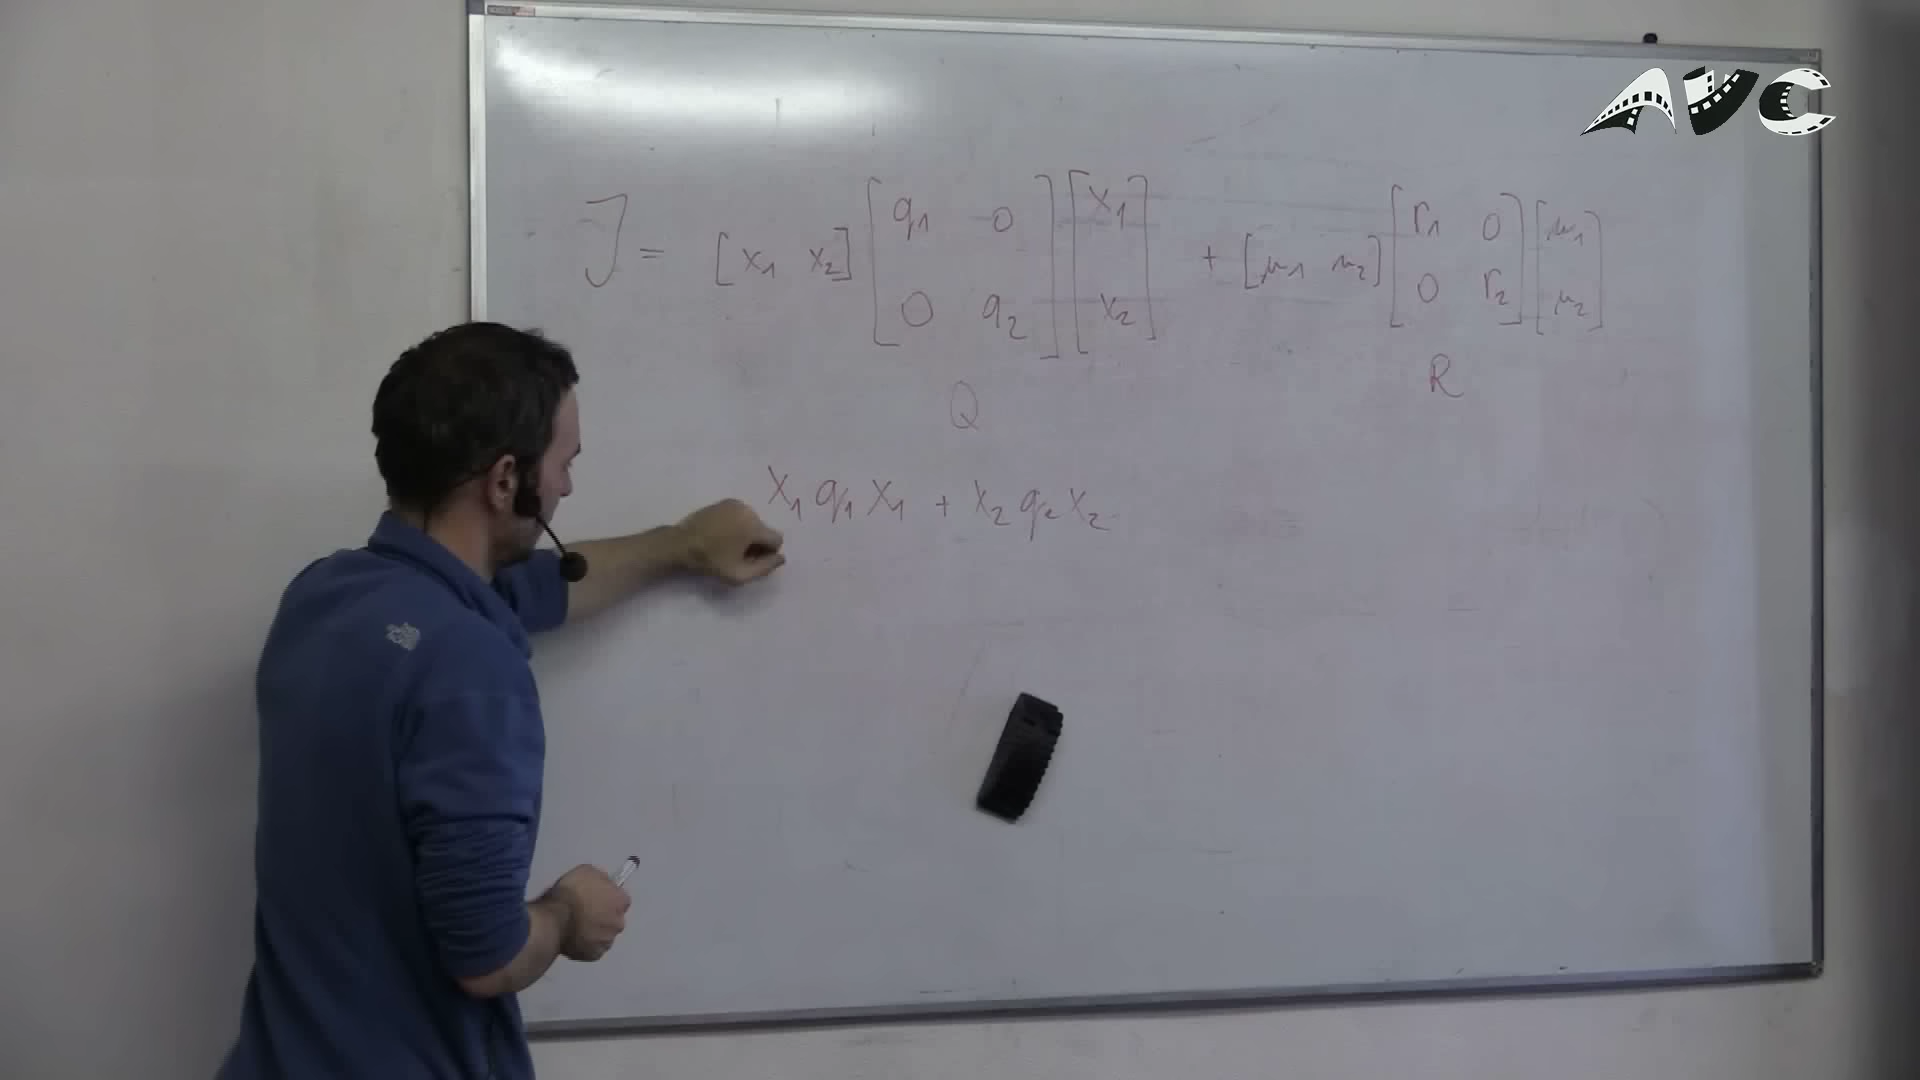 J = [x₁ x₂] [q₁ 0; 0 q₂] [x₁; x₂] + [u₁ u₂] [r₁ 0; 0 r₂] [u₁; u₂]
Q R
x₁ q₁ x₁ + x₂ q₂ x₂
AVC